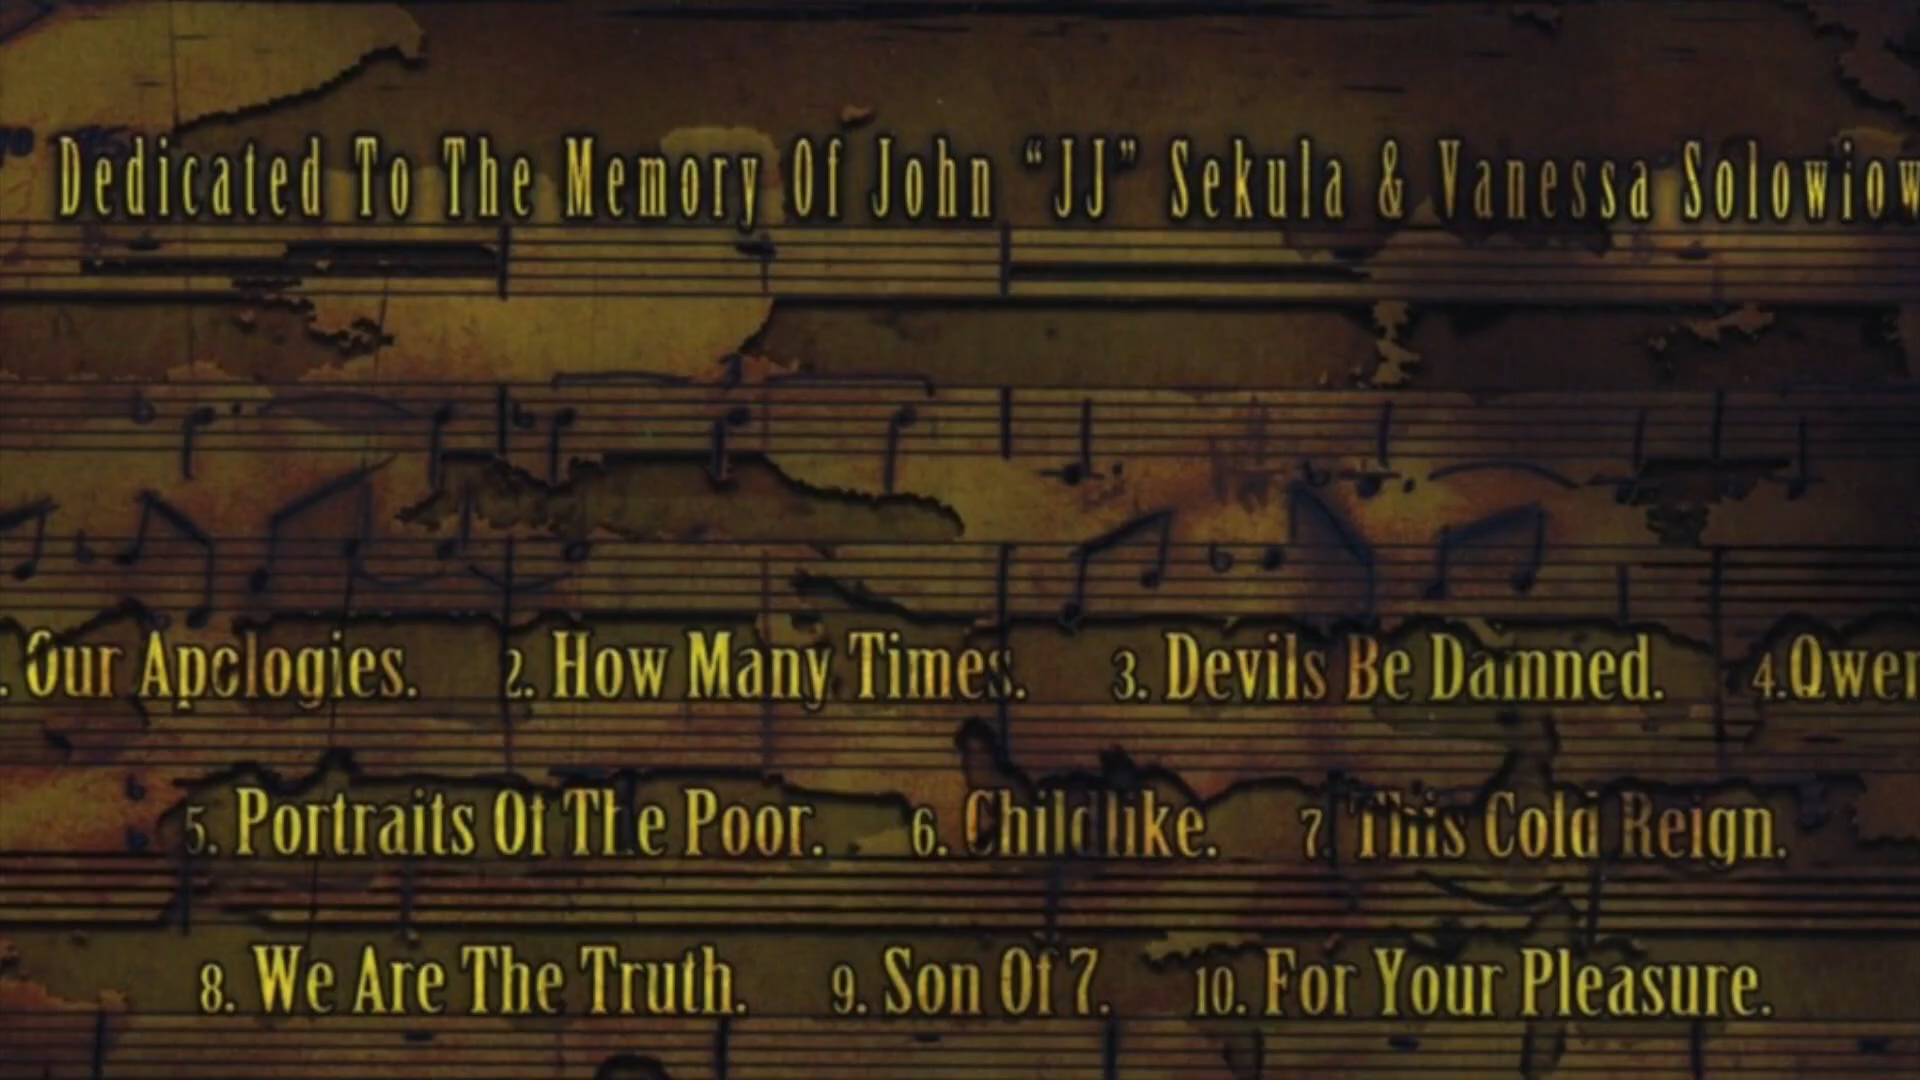 Dedicated To The Memory Of John “JJ” Sekula & Vanessa Solowiow
. Our Apologies. 2. How Many Times. 3. Devils Be Damned. 4.Qwer
5. Portraits Of The Poor. 6. Childlike. 7. This Cold Reign.
8. We Are The Truth. 9. Son Of 7. 10. For Your Pleasure.